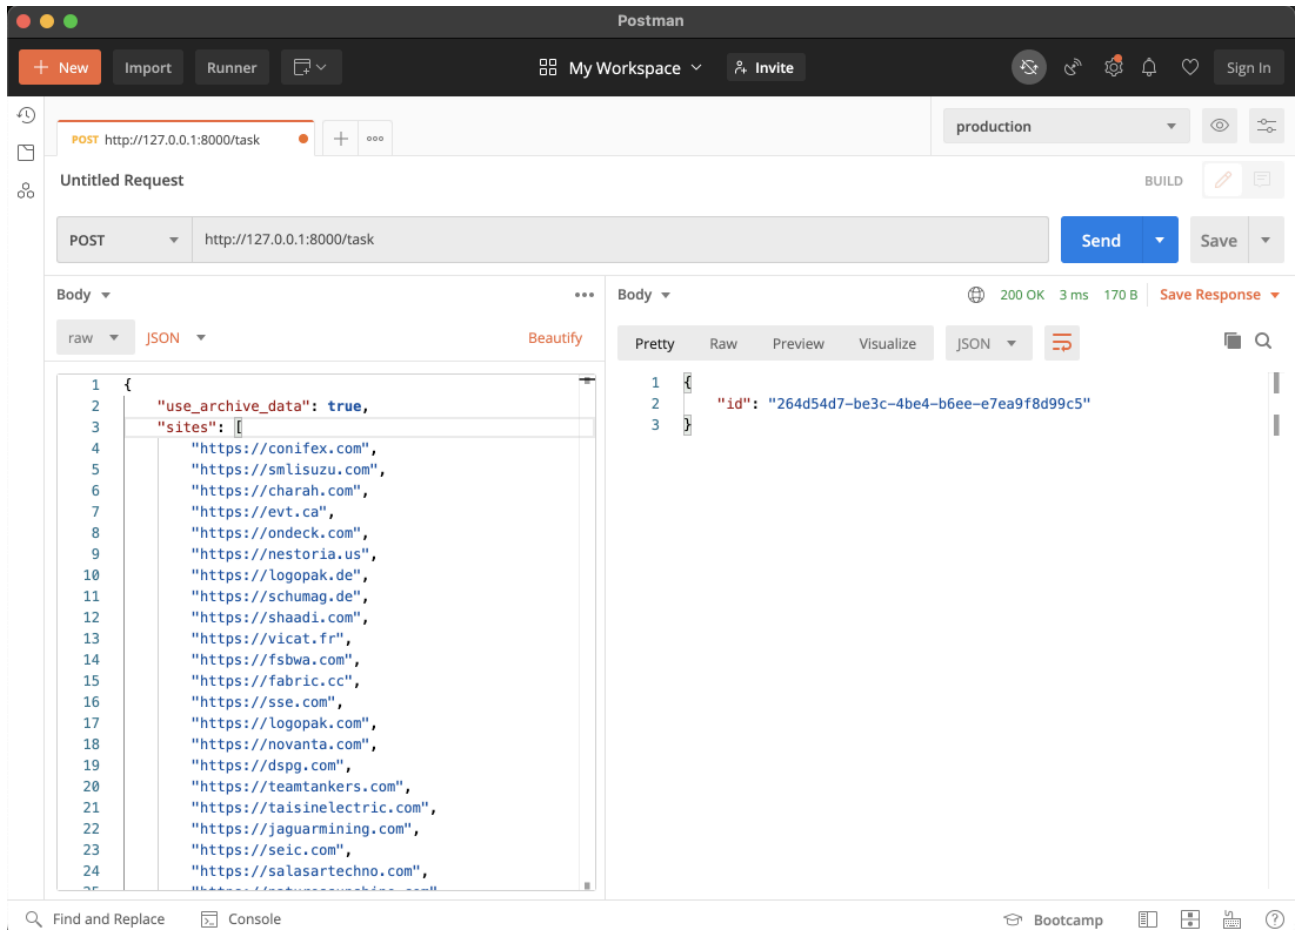 Postman
+ New Import Runner My Workspace Invite Sign In
POST http://127.0.0.1:8000/task
production
Untitled Request
BUILD
POST http://127.0.0.1:8000/task Send Save
Body
Body 200 OK 3 ms 170 B Save Response
raw JSON Beautify
Pretty Raw Preview Visualize JSON
1 {
2 "use_archive_data": true,
3 "sites": [
4 "https://conifex.com",
5 "https://smlisuzu.com",
6 "https://charah.com",
7 "https://evt.ca",
8 "https://ondeck.com",
9 "https://nestoria.us",
10 "https://logopak.de",
11 "https://schumag.de",
12 "https://shaadi.com",
13 "https://vicat.fr",
14 "https://fsbwa.com",
15 "https://fabric.cc",
16 "https://sse.com",
17 "https://logopak.com",
18 "https://novanta.com",
19 "https://dspg.com",
20 "https://teamtankers.com",
21 "https://taisinelectric.com",
22 "https://jaguarmining.com",
23 "https://seic.com",
24 "https://salasartechno.com",
25
1 {
2 "id": "264d54d7-be3c-4be4-b6ee-e7ea9f8d99c5"
3 }
Find and Replace Console Bootcamp